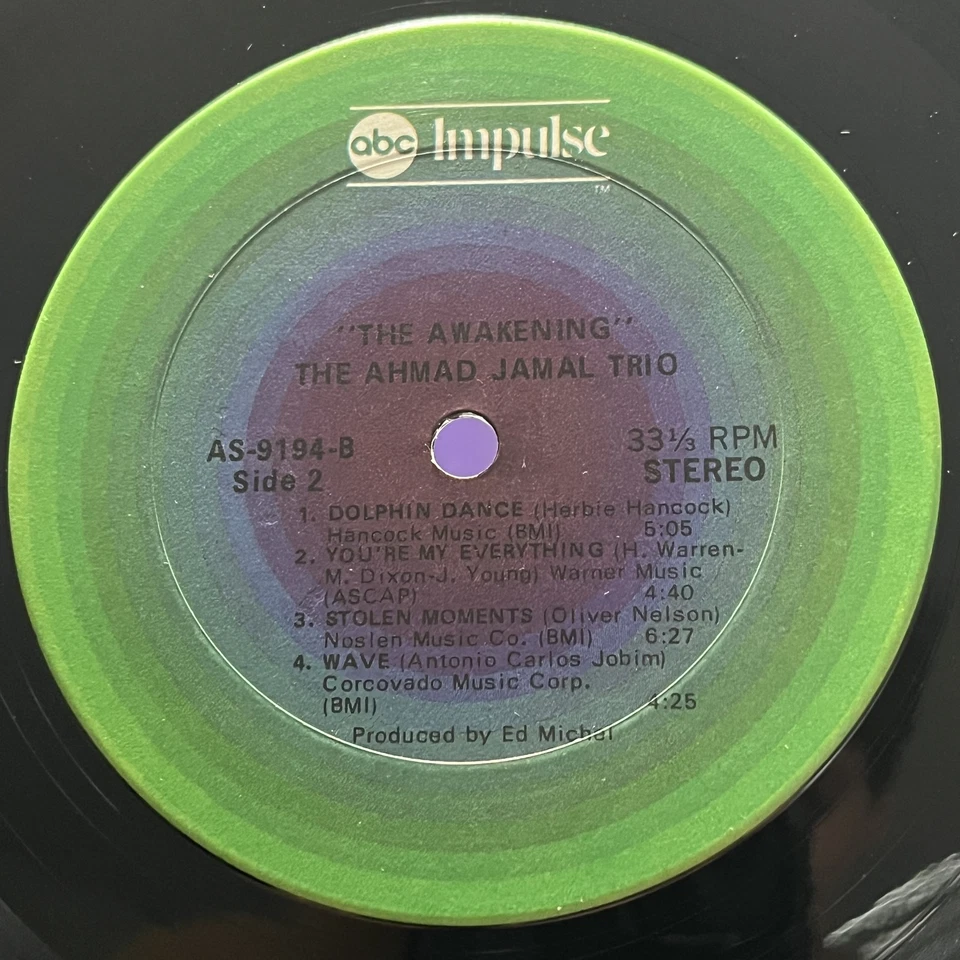 abc Impulse
TM
"THE AWAKENING"
THE AHMAD JAMAL TRIO
AS-9194-B
Side 2
33⅓ RPM
STEREO
1. DOLPHIN DANCE (Herbie Hancock)
Hancock Music (BMI) 5:05
2. YOU'RE MY EVERYTHING (H. Warren-
M. Dixon-J. Young) Warner Music
(ASCAP) 4:40
3. STOLEN MOMENTS (Oliver Nelson)
Noslen Music Co. (BMI) 6:27
4. WAVE (Antonio Carlos Jobim)
Corcovado Music Corp.
(BMI) 4:25
Produced by Ed Michel